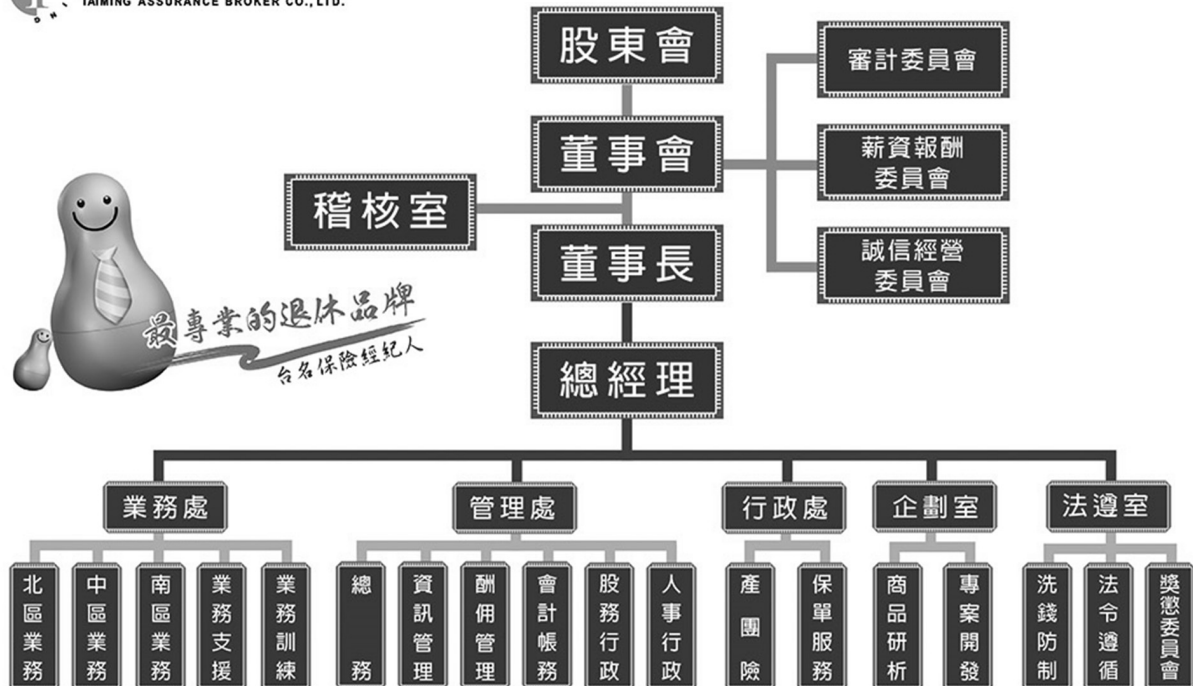 TAIMING ASSURANCE BROKER CO., LTD.
股東會
審計委員會
董事會
薪資報酬
委員會
稽核室
董事長
誠信經營
委員會
最專業的退休品牌
台名保險經紀人
總經理
業務處
管理處
行政處
企劃室
法遵室
北區業務
中區業務
南區業務
業務支援
業務訓練
總務
資訊管理
酬佣管理
會計帳務
股務行政
人事行政
產團險
保單服務
商品研析
專案開發
洗錢防制
法令遵循
獎懲委員會